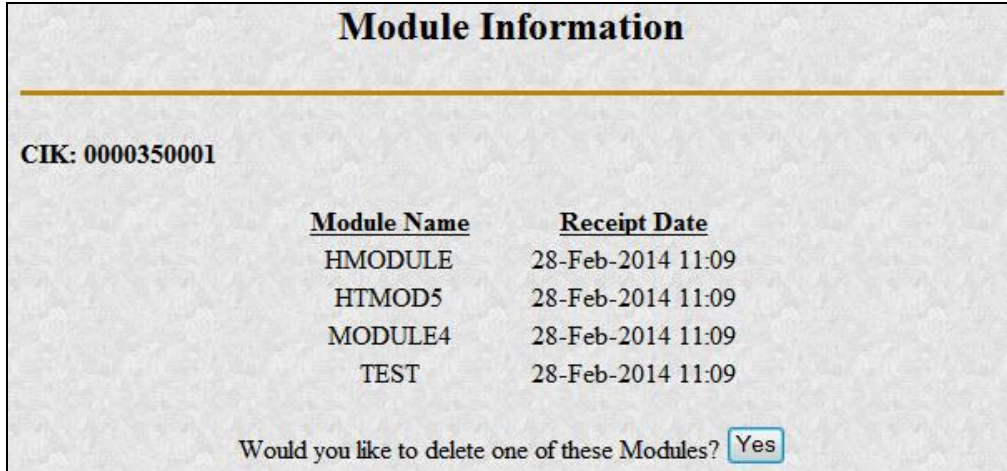 Module Information
CIK: 0000350001
Module Name Receipt Date
HMODULE 28-Feb-2014 11:09
HTMOD5 28-Feb-2014 11:09
MODULE4 28-Feb-2014 11:09
TEST 28-Feb-2014 11:09
Would you like to delete one of these Modules? Yes